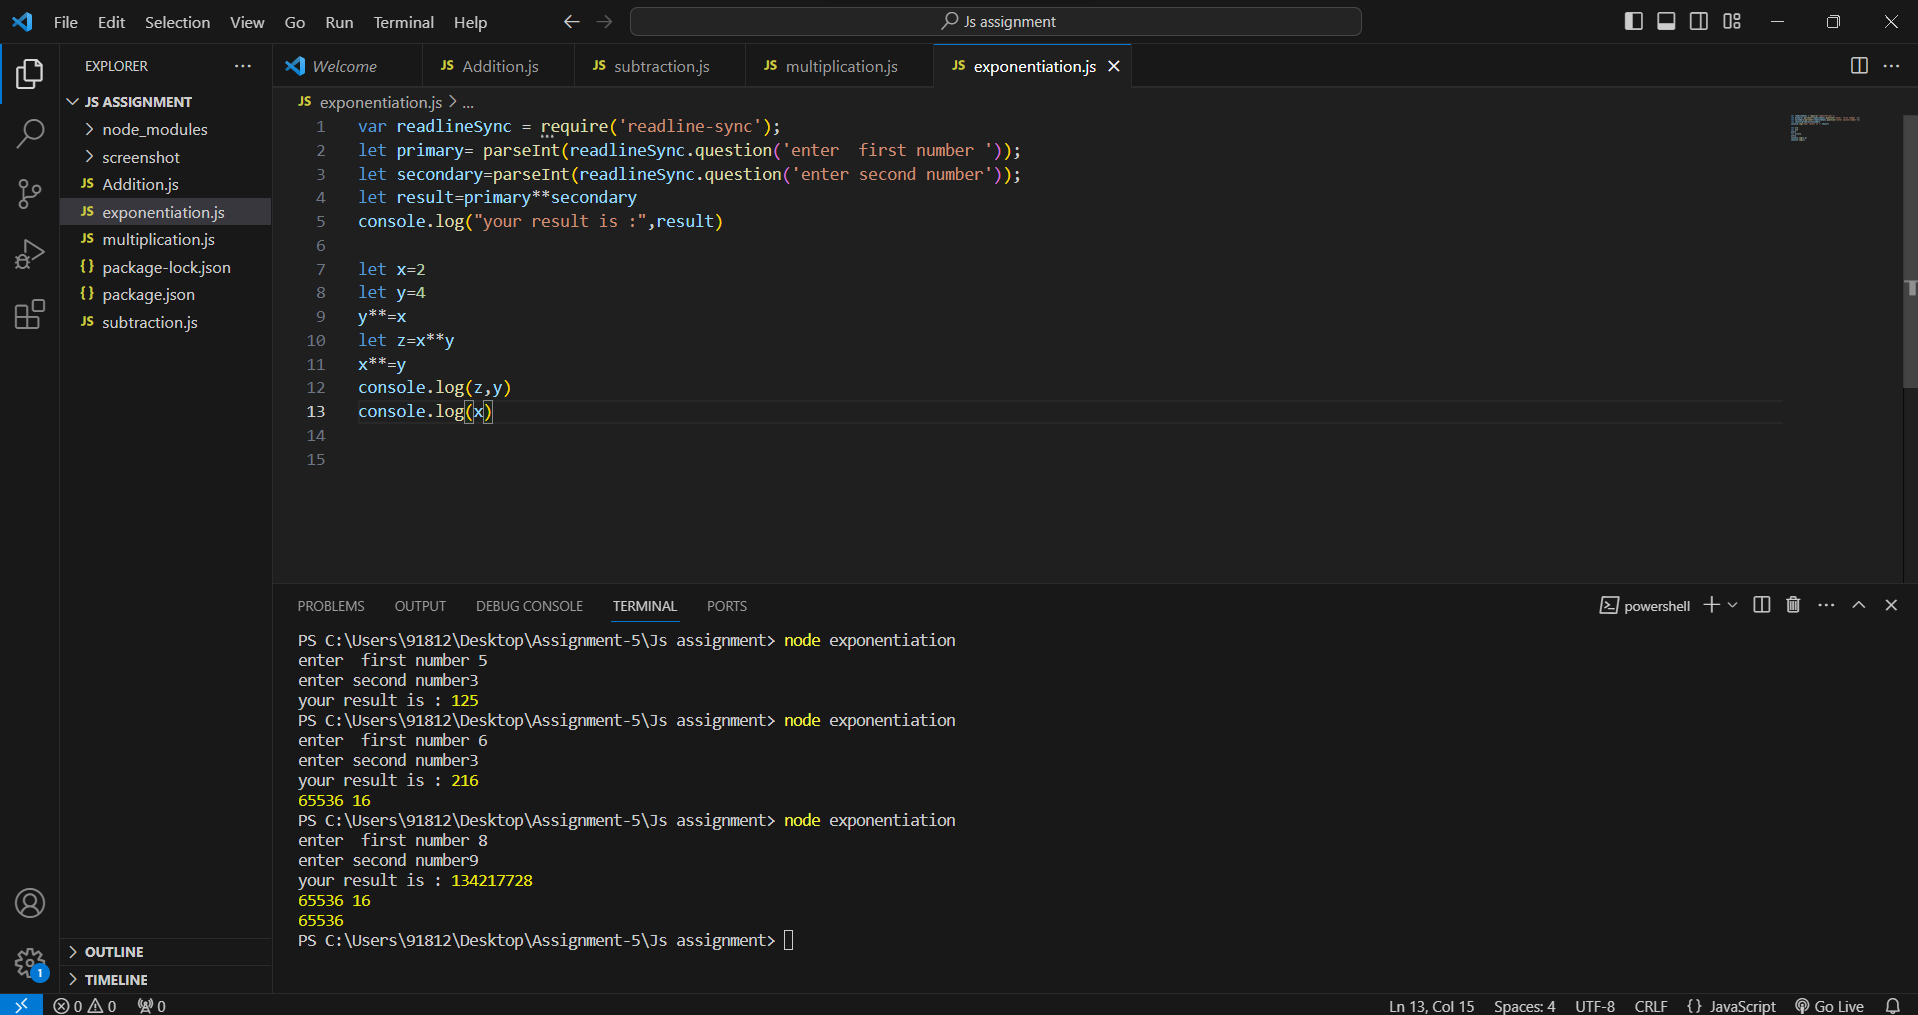 File Edit Selection View Go Run Terminal Help Js assignment
EXPLORER
JS ASSIGNMENT
node_modules
screenshot
JS Addition.js
JS exponentiation.js
JS multiplication.js
{} package-lock.json
{} package.json
JS subtraction.js
OUTLINE
TIMELINE
Welcome JS Addition.js JS subtraction.js JS multiplication.js JS exponentiation.js
JS exponentiation.js > ...
1 var readlineSync = require('readline-sync');
2 let primary= parseInt(readlineSync.question('enter  first number '));
3 let secondary=parseInt(readlineSync.question('enter second number'));
4 let result=primary**secondary
5 console.log("your result is :",result)
6
7 let x=2
8 let y=4
9 y**=x
10 let z=x**y
11 x**=y
12 console.log(z,y)
13 console.log(x)
14
15
PROBLEMS OUTPUT DEBUG CONSOLE TERMINAL PORTS powershell
PS C:\Users\91812\Desktop\Assignment-5\Js assignment> node exponentiation
enter  first number 5
enter second number3
your result is : 125
PS C:\Users\91812\Desktop\Assignment-5\Js assignment> node exponentiation
enter  first number 6
enter second number3
your result is : 216
65536 16
PS C:\Users\91812\Desktop\Assignment-5\Js assignment> node exponentiation
enter  first number 8
enter second number9
your result is : 134217728
65536 16
65536
PS C:\Users\91812\Desktop\Assignment-5\Js assignment>
1
0 0 0 Ln 13, Col 15 Spaces: 4 UTF-8 CRLF {} JavaScript Go Live